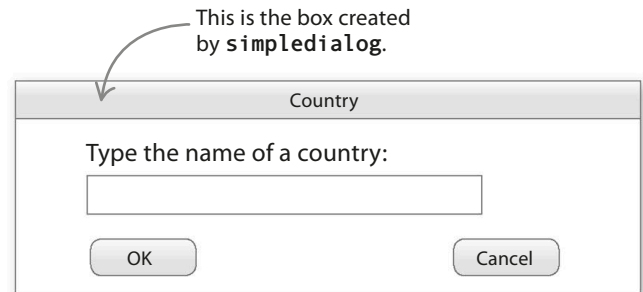 This is the box created
by simpledialog.
Country
Type the name of a country:
OK
Cancel